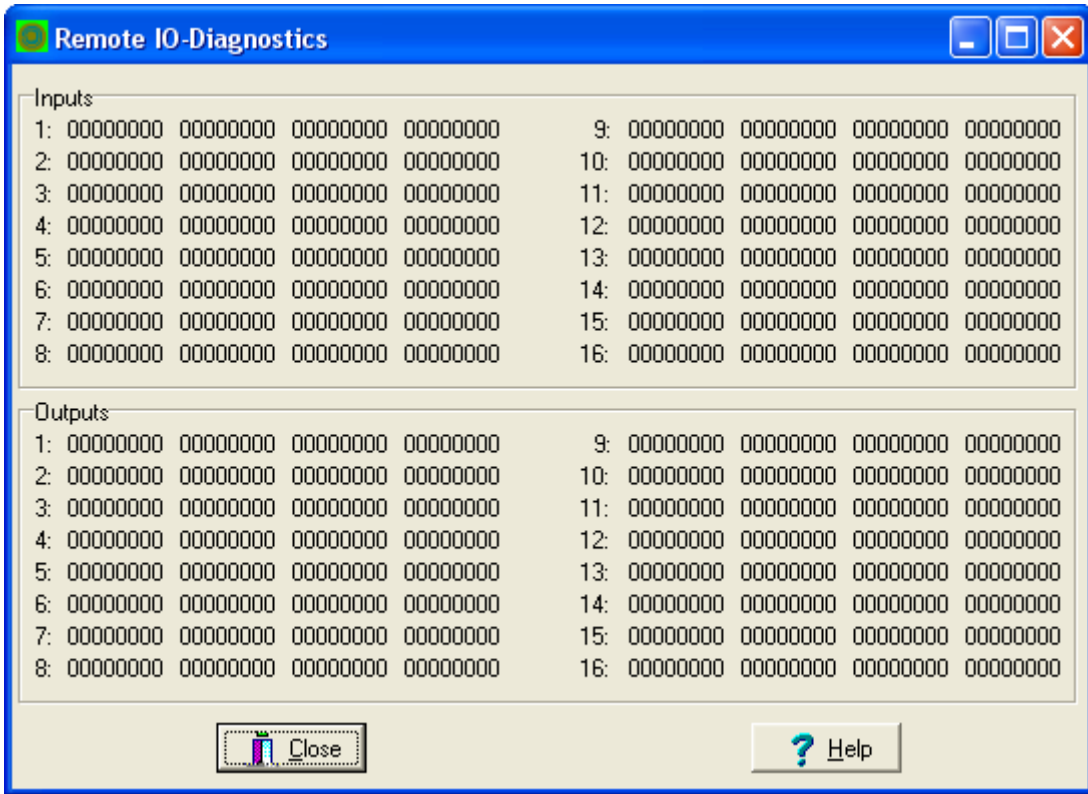 Remote IO-Diagnostics
Inputs
1: 00000000 00000000 00000000 00000000 9: 00000000 00000000 00000000 00000000
2: 00000000 00000000 00000000 00000000 10: 00000000 00000000 00000000 00000000
3: 00000000 00000000 00000000 00000000 11: 00000000 00000000 00000000 00000000
4: 00000000 00000000 00000000 00000000 12: 00000000 00000000 00000000 00000000
5: 00000000 00000000 00000000 00000000 13: 00000000 00000000 00000000 00000000
6: 00000000 00000000 00000000 00000000 14: 00000000 00000000 00000000 00000000
7: 00000000 00000000 00000000 00000000 15: 00000000 00000000 00000000 00000000
8: 00000000 00000000 00000000 00000000 16: 00000000 00000000 00000000 00000000
Outputs
1: 00000000 00000000 00000000 00000000 9: 00000000 00000000 00000000 00000000
2: 00000000 00000000 00000000 00000000 10: 00000000 00000000 00000000 00000000
3: 00000000 00000000 00000000 00000000 11: 00000000 00000000 00000000 00000000
4: 00000000 00000000 00000000 00000000 12: 00000000 00000000 00000000 00000000
5: 00000000 00000000 00000000 00000000 13: 00000000 00000000 00000000 00000000
6: 00000000 00000000 00000000 00000000 14: 00000000 00000000 00000000 00000000
7: 00000000 00000000 00000000 00000000 15: 00000000 00000000 00000000 00000000
8: 00000000 00000000 00000000 00000000 16: 00000000 00000000 00000000 00000000
Close Help